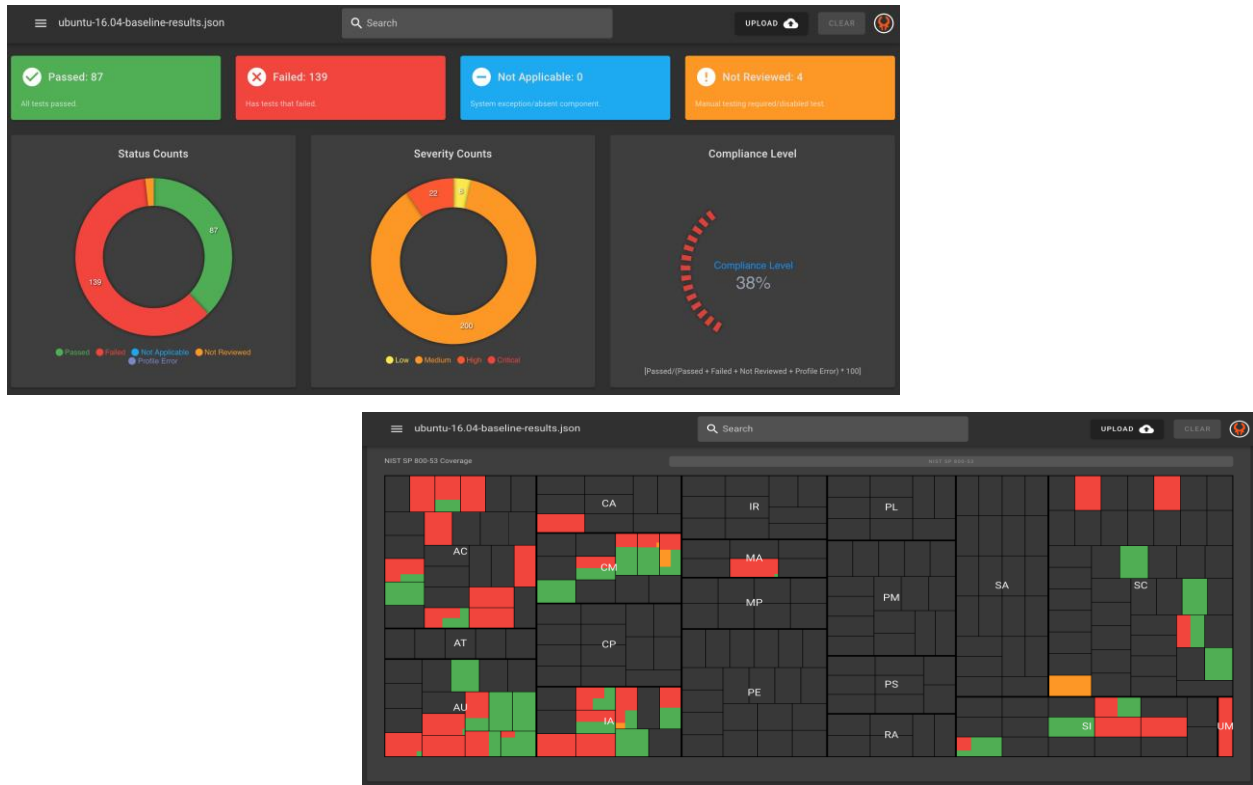 ubuntu-16.04-baseline-results.json
Search
UPLOAD
CLEAR
Passed: 87
All tests passed.
Failed: 139
Has tests that failed.
Not Applicable: 0
System exception/absent component.
Not Reviewed: 4
Manual testing required/disabled test.
Status Counts
87
139
Passed Failed Not Applicable Not Reviewed
Profile Error
Severity Counts
22
200
Low Medium High Critical
Compliance Level
Compliance Level
38%
[Passed/(Passed + Failed + Not Reviewed + Profile Error) * 100]
ubuntu-16.04-baseline-results.json
Search
UPLOAD
CLEAR
NIST SP 800-53 Coverage
NIST SP 800-53
AC
AT
AU
CA
CM
CP
IA
IR
MA
MP
PE
PL
PM
PS
RA
SA
SC
SI
UM